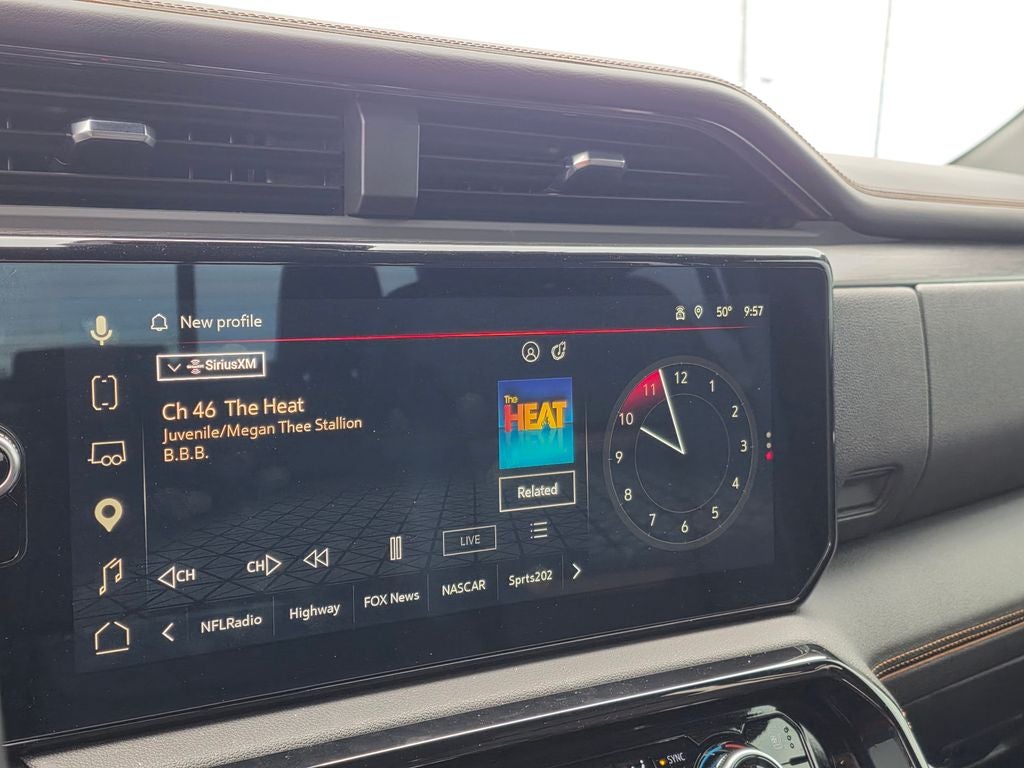 New profile
50° 9:57
SiriusXM
Ch 46 The Heat
Juvenile/Megan Thee Stallion
B.B.B.
The
HEAT
Related
12
1
2
3
4
5
6
7
8
9
10
11
CH
CH
LIVE
NFLRadio
Highway
FOX News
NASCAR
Sprts202
SYNC